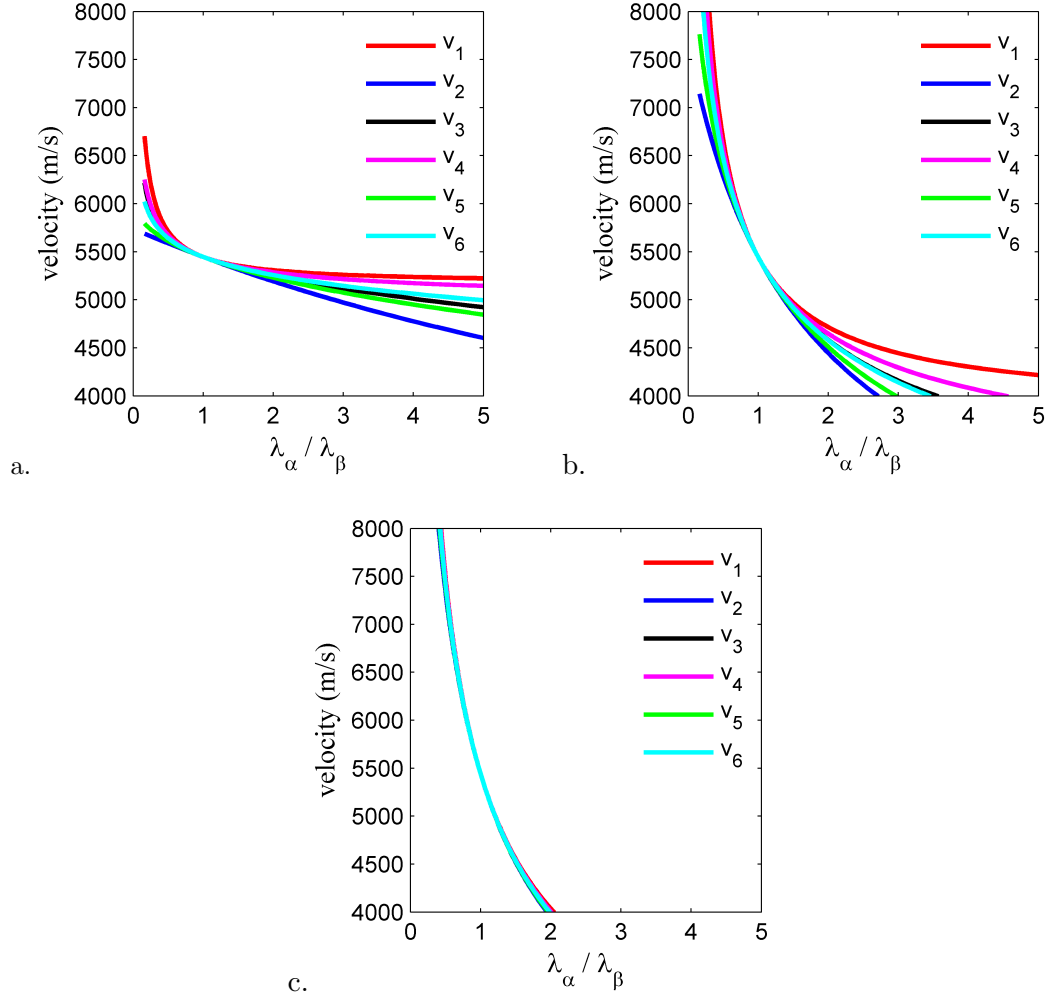 8000
7500
7000
6500
6000
5500
5000
4500
4000
velocity (m/s)
v1
v2
v3
v4
v5
v6
0 1 2 3 4 5
λα / λβ
a.
8000
7500
7000
6500
6000
5500
5000
4500
4000
velocity (m/s)
v1
v2
v3
v4
v5
v6
0 1 2 3 4 5
λα / λβ
b.
8000
7500
7000
6500
6000
5500
5000
4500
4000
velocity (m/s)
v1
v2
v3
v4
v5
v6
0 1 2 3 4 5
λα / λβ
c.